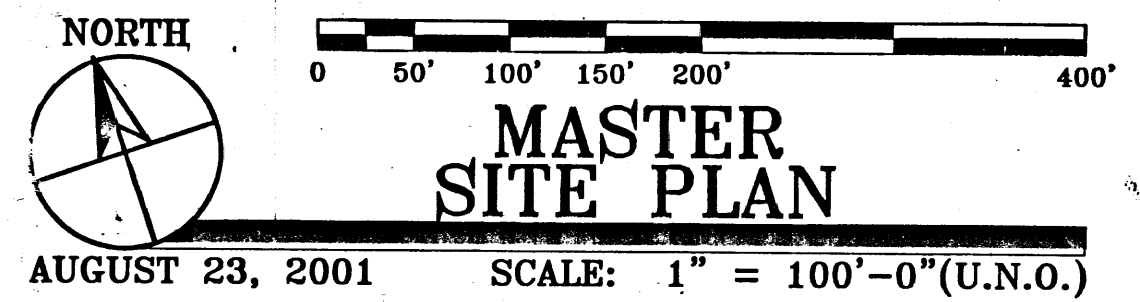 NORTH
0 50' 100' 150' 200' 400'
MASTER
SITE PLAN
AUGUST 23, 2001 SCALE: 1" = 100'-0"(U.N.O.)